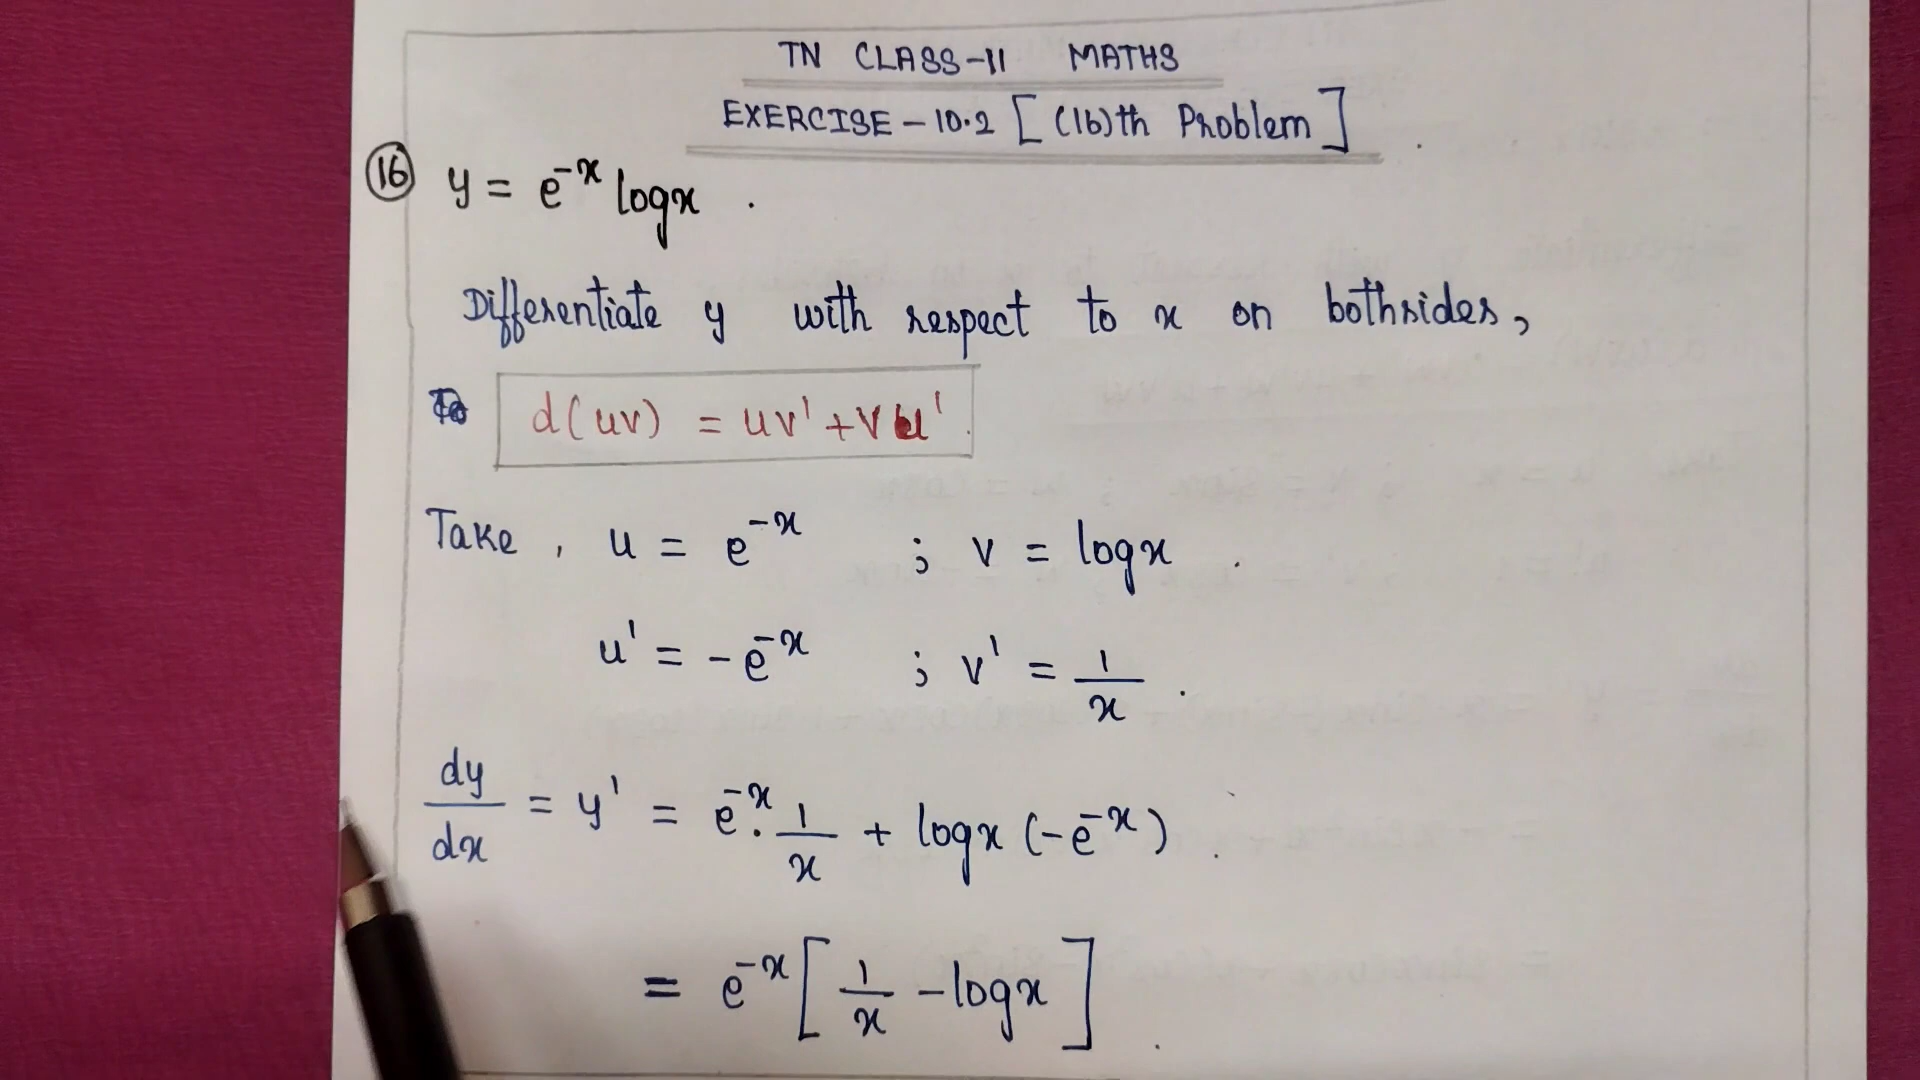 TN CLASS-11 MATHS
EXERCISE - 10.2 [(16)th Problem]
(16) y = e^-x logx .
Differentiate y with respect to x on bothsides,
d(uv) = uv' + vu'.
Take, u = e^-x ; v = logx .
u' = -e^-x ; v' = 1/x .
dy/dx = y' = e^-x . 1/x + logx (-e^-x) .
= e^-x [ 1/x - logx ] .